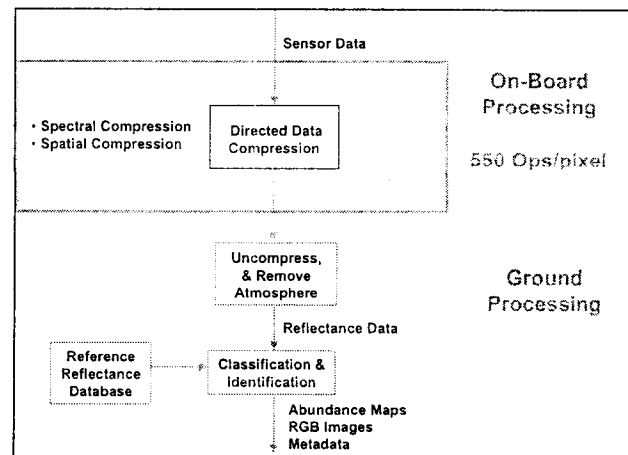 Sensor Data
On-Board
Processing
550 Ops/pixel
• Spectral Compression
• Spatial Compression
Directed Data
Compression
Uncompress,
& Remove
Atmosphere
Ground
Processing
Reflectance Data
Reference
Reflectance
Database
Classification &
Identification
Abundance Maps
RGB Images
Metadata